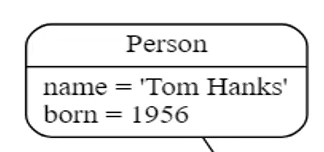 Person
name = 'Tom Hanks'
born = 1956